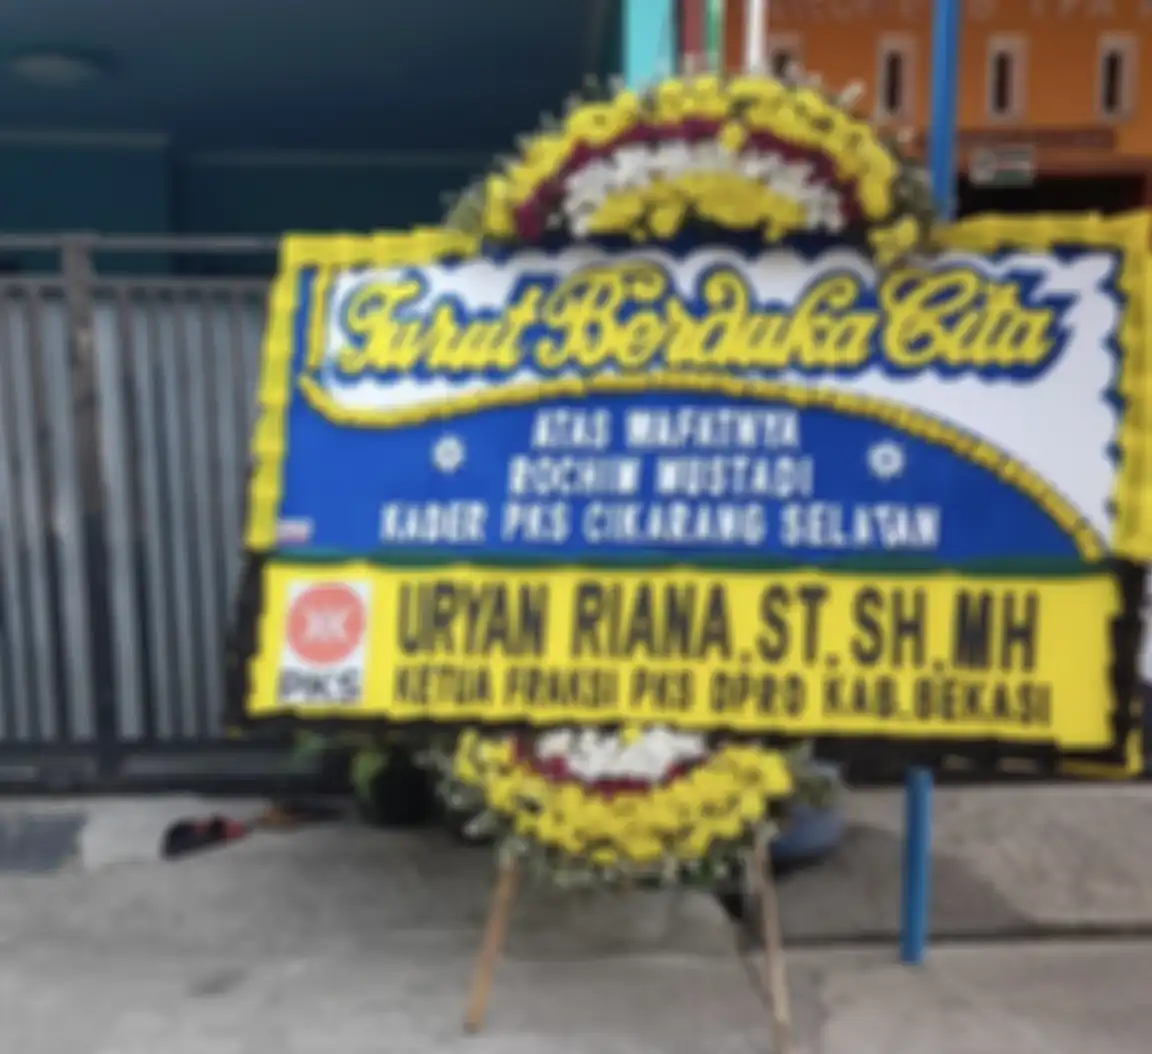 Turut Berduka Cita
ATAS WAFATNYA
ROCHIM MUSTADI
KADER PKS CIKARANG SELATAN
PKS
URYAN RIANA.ST.SH.MH
KETUA FRAKSI PKS DPRD KAB.BEKASI